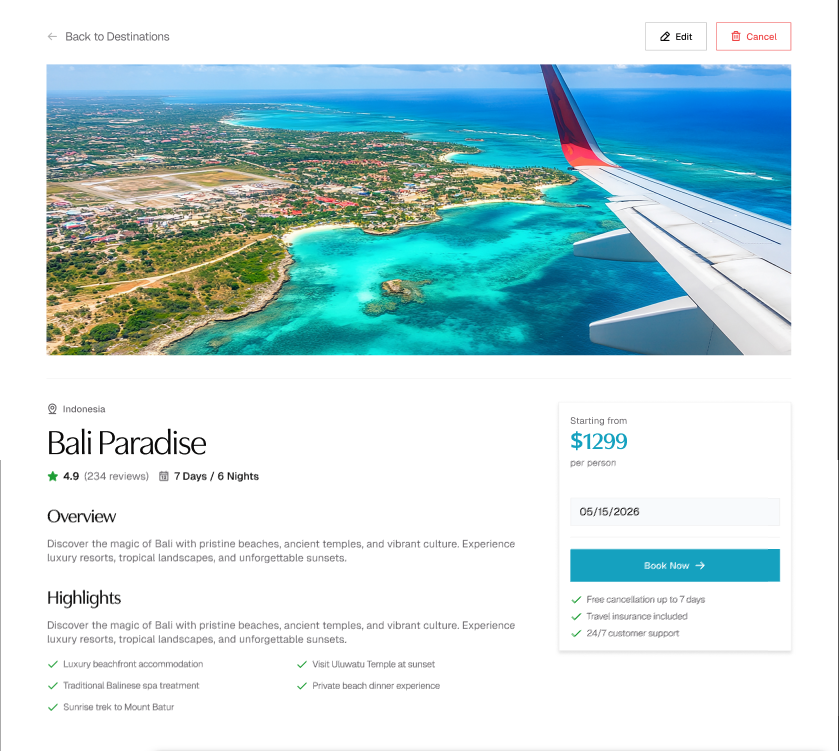 Back to Destinations
Edit
Cancel
Indonesia
Bali Paradise
4.9 (234 reviews) 7 Days / 6 Nights
Overview
Discover the magic of Bali with pristine beaches, ancient temples, and vibrant culture. Experience
luxury resorts, tropical landscapes, and unforgettable sunsets.
Highlights
Discover the magic of Bali with pristine beaches, ancient temples, and vibrant culture. Experience
luxury resorts, tropical landscapes, and unforgettable sunsets.
Luxury beachfront accommodation
Visit Uluwatu Temple at sunset
Traditional Balinese spa treatment
Private beach dinner experience
Sunrise trek to Mount Batur
Starting from
$1299
per person
05/15/2026
Book Now
Free cancellation up to 7 days
Travel insurance included
24/7 customer support